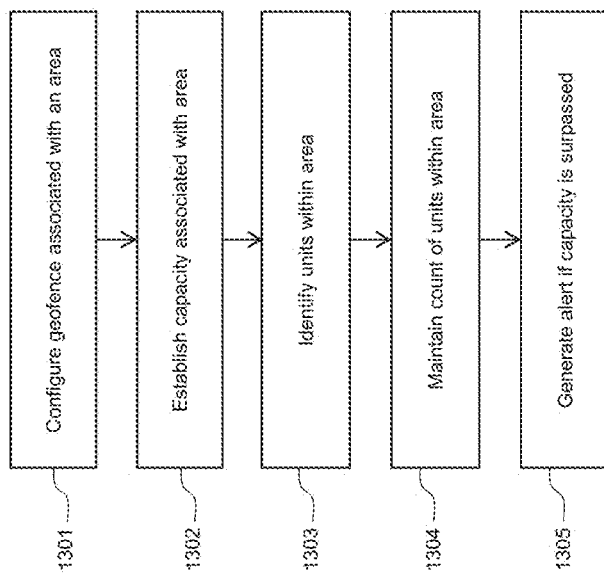 Configure geofence associated with an area
1301
Establish capacity associated with area
1302
Identify units within area
1303
Maintain count of units within area
1304
Generate alert if capacity is surpassed
1305